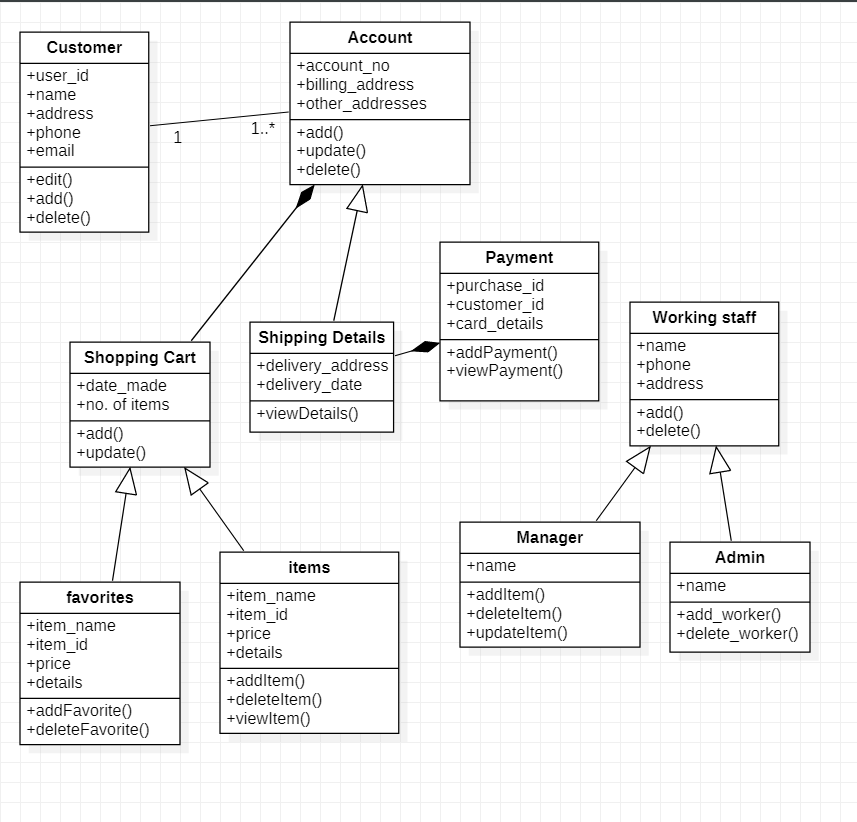 Customer
+user_id
+name
+address
+phone
+email
+edit()
+add()
+delete()
1
1..*
Account
+account_no
+billing_address
+other_addresses
+add()
+update()
+delete()
Payment
+purchase_id
+customer_id
+card_details
+addPayment()
+viewPayment()
Working staff
+name
+phone
+address
+add()
+delete()
Shopping Cart
+date_made
+no. of items
+add()
+update()
Shipping Details
+delivery_address
+delivery_date
+viewDetails()
Manager
+name
+addItem()
+deleteItem()
+updateItem()
Admin
+name
+add_worker()
+delete_worker()
favorites
+item_name
+item_id
+price
+details
+addFavorite()
+deleteFavorite()
items
+item_name
+item_id
+price
+details
+addItem()
+deleteItem()
+viewItem()